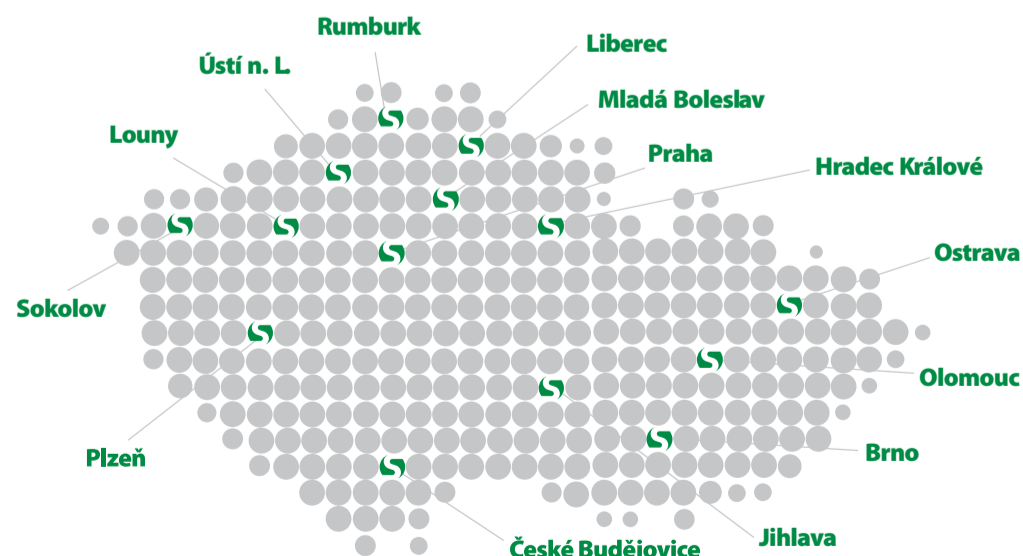 Rumburk
Liberec
Ústí n. L.
Mladá Boleslav
Louny
Praha
Hradec Králové
Ostrava
Sokolov
Olomouc
Brno
Plzeň
Jihlava
České Budějovice